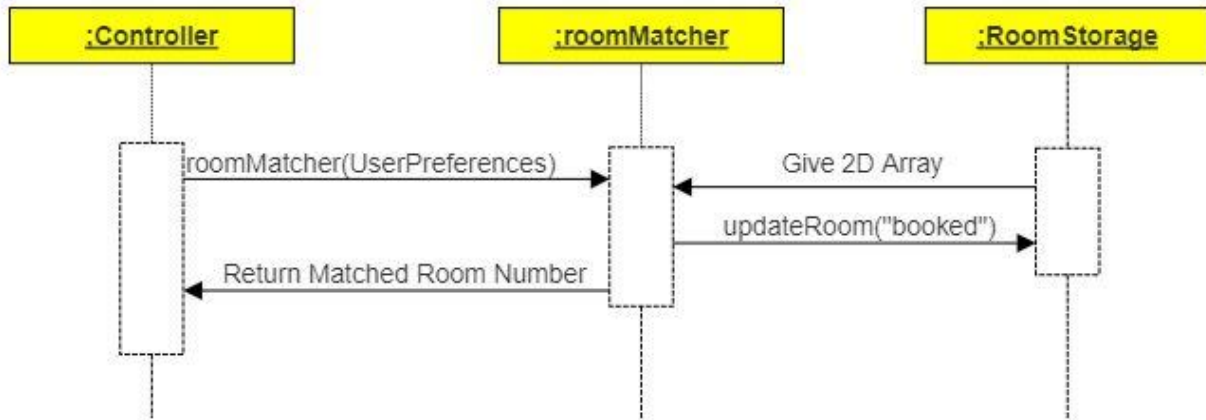 :Controller
:roomMatcher
:RoomStorage
roomMatcher(UserPreferences)
Give 2D Array
updateRoom("booked")
Return Matched Room Number